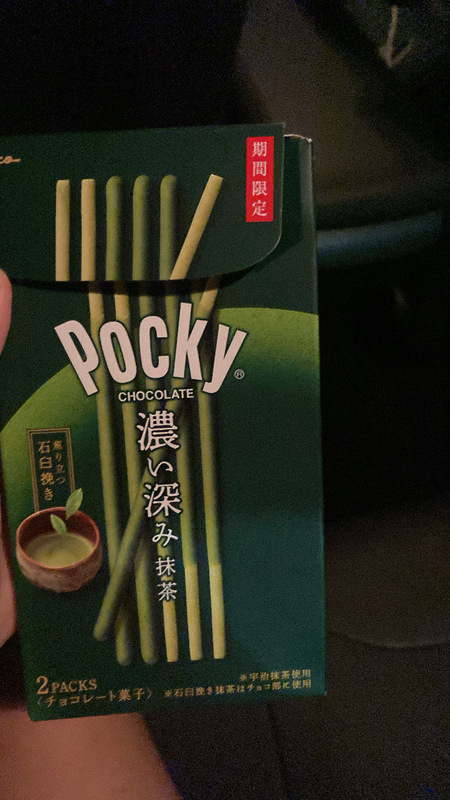 期間限定
Pocky®
CHOCOLATE
濃い深み
抹茶
薫り立つ
石臼挽き
2PACKS
〈チョコレート菓子〉
※宇治抹茶使用
※石臼挽き抹茶はチョコ部に使用